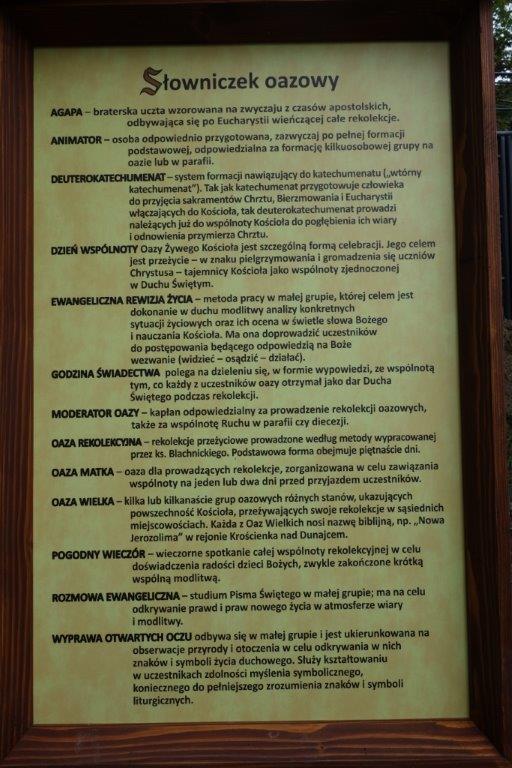 Słowniczek oazowy
AGAPA – braterska uczta wzorowana na zwyczaju z czasów apostolskich,
odbywająca się po Eucharystii wieńczącej całe rekolekcje.
ANIMATOR – osoba odpowiednio przygotowana, zazwyczaj po pełnej formacji
podstawowej, odpowiedzialna za formację kilkuosobowej grupy na
oazie lub w parafii.
DEUTEROKATECHUMENAT – system formacji nawiązujący do katechumenatu („wtórny
katechumenat"). Tak jak katechumenat przygotowuje człowieka
do przyjęcia sakramentów Chrztu, Bierzmowania i Eucharystii
włączających do Kościoła, tak deuterokatechumenat prowadzi
należących już do wspólnoty Kościoła do pogłębienia ich wiary
i odnowienia przymierza Chrztu.
DZIEŃ WSPÓLNOTY Oazy Żywego Kościoła jest szczególną formą celebracji. Jego celem
jest przeżycie – w znaku pielgrzymowania i gromadzenia się uczniów
Chrystusa – tajemnicy Kościoła jako wspólnoty zjednoczonej
w Duchu Świętym.
EWANGELICZNA REWIZJA ŻYCIA – metoda pracy w małej grupie, której celem jest
dokonanie w duchu modlitwy analizy konkretnych
sytuacji życiowych oraz ich ocena w świetle słowa Bożego
i nauczania Kościoła. Ma ona doprowadzić uczestników
do postępowania będącego odpowiedzią na Boże
wezwanie (widzieć – osądzić – działać).
GODZINA ŚWIADECTWA polega na dzieleniu się, w formie wypowiedzi, ze wspólnotą
tym, co każdy z uczestników oazy otrzymał jako dar Ducha
Świętego podczas rekolekcji.
MODERATOR OAZY – kapłan odpowiedzialny za prowadzenie rekolekcji oazowych,
także za wspólnotę Ruchu w parafii czy diecezji.
OAZA REKOLEKCYJNA – rekolekcje przeżyciowe prowadzone według metody wypracowanej
przez ks. Blachnickiego. Podstawowa forma obejmuje piętnaście dni.
OAZA MATKA – oaza dla prowadzących rekolekcje, zorganizowana w celu zawiązania
wspólnoty na jeden lub dwa dni przed przyjazdem uczestników.
OAZA WIELKA – kilka lub kilkanaście grup oazowych różnych stanów, ukazujących
powszechność Kościoła, przeżywających swoje rekolekcje w sąsiednich
miejscowościach. Każda z Oaz Wielkich nosi nazwę biblijną, np. „Nowa
Jerozolima" w rejonie Krościenka nad Dunajcem.
POGODNY WIECZÓR – wieczorne spotkanie całej wspólnoty rekolekcyjnej w celu
doświadczenia radości dzieci Bożych, zwykle zakończone krótką
wspólną modlitwą.
ROZMOWA EWANGELICZNA – studium Pisma Świętego w małej grupie; ma na celu
odkrywanie prawd i praw nowego życia w atmosferze wiary
i modlitwy.
WYPRAWA OTWARTYCH OCZU odbywa się w małej grupie i jest ukierunkowana na
obserwacje przyrody i otoczenia w celu odkrywania w nich
znaków i symboli życia duchowego. Służy kształtowaniu
w uczestnikach zdolności myślenia symbolicznego,
koniecznego do pełniejszego zrozumienia znaków i symboli
liturgicznych.